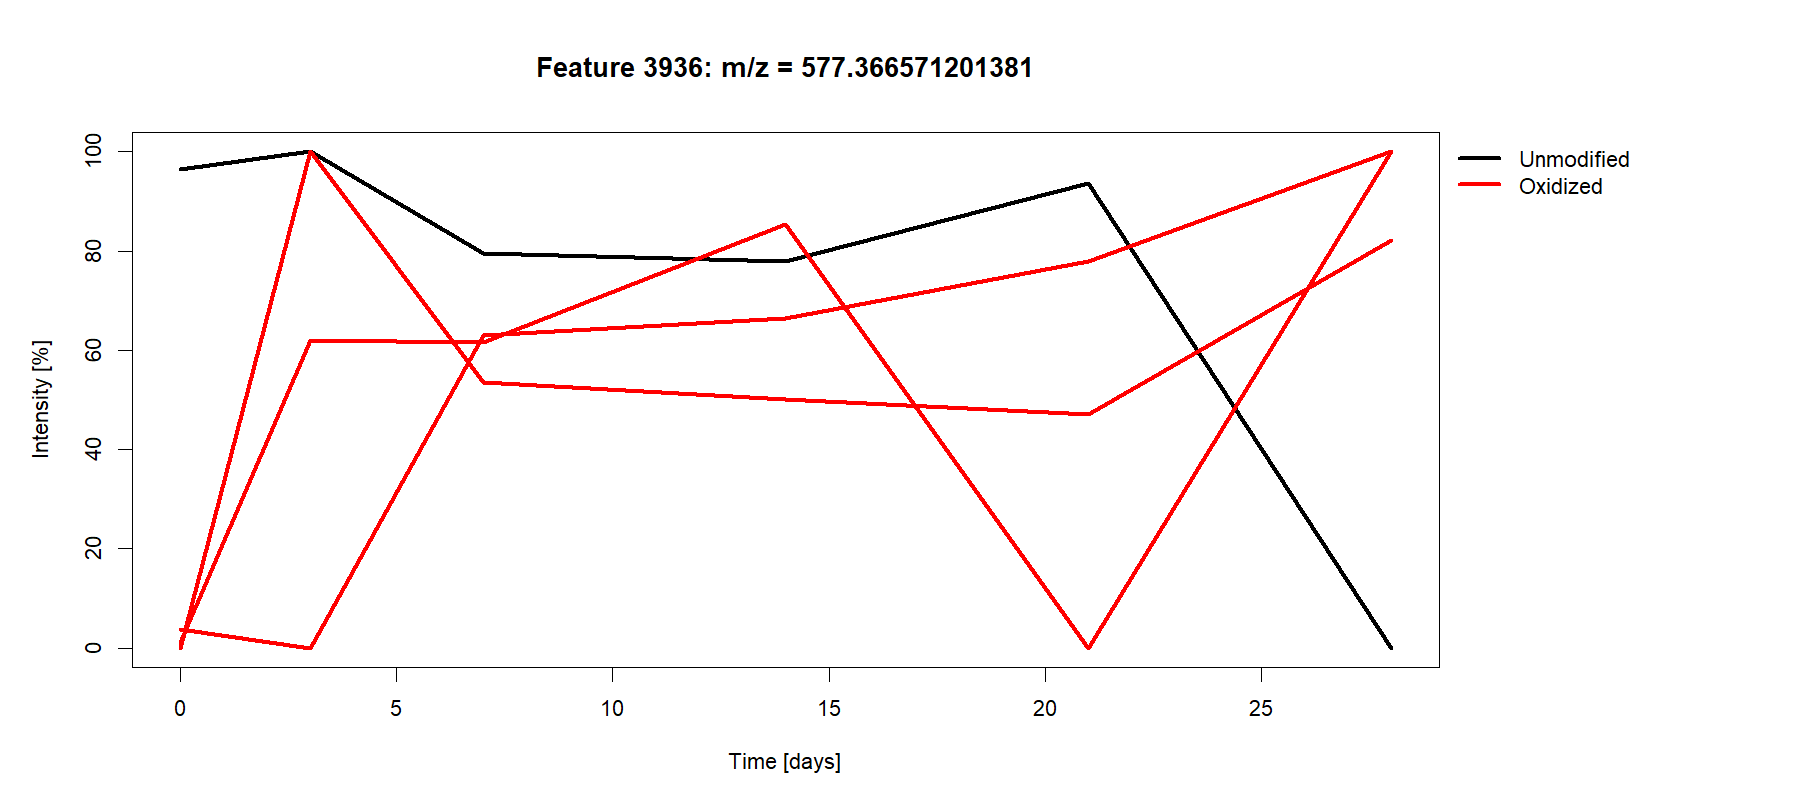 Feature 3936: m/z = 577.366571201381
100
80
60
40
20
0
Intensity [%]
0 5 10 15 20 25
Time [days]
Unmodified
Oxidized